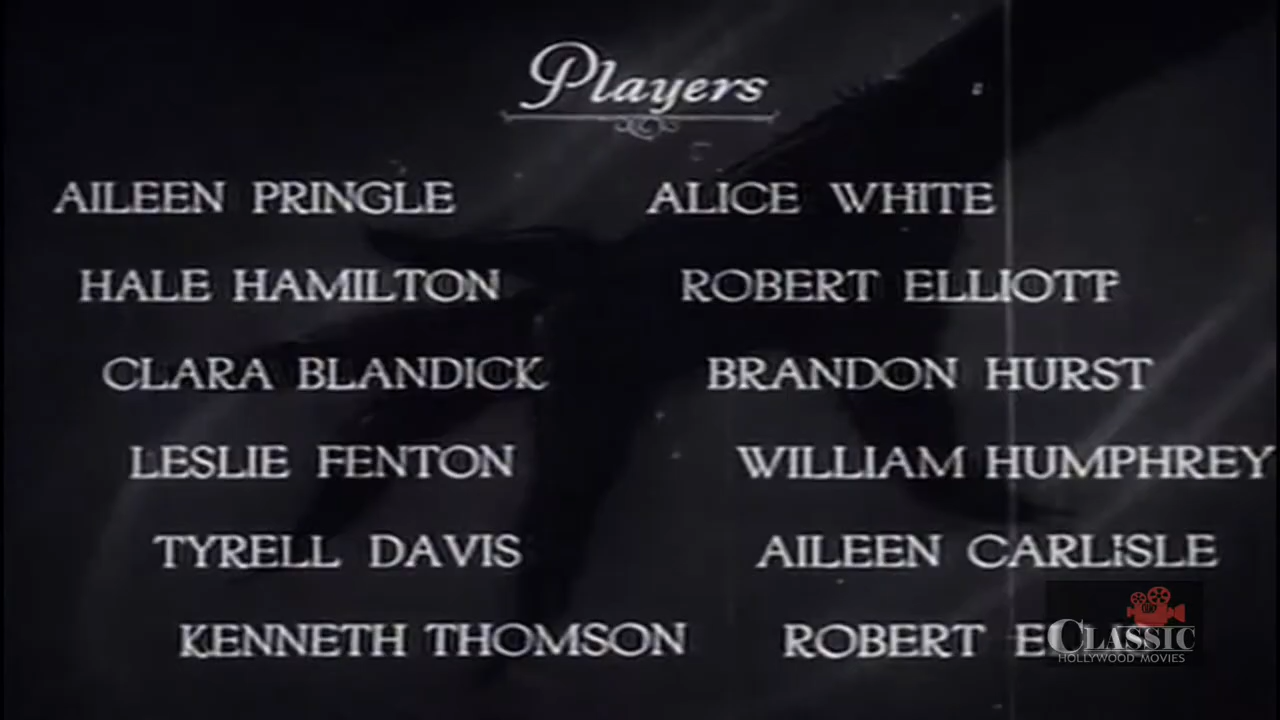 Players
AILEEN PRINGLE ALICE WHITE
HALE HAMILTON ROBERT ELLIOTT
CLARA BLANDICK BRANDON HURST
LESLIE FENTON WILLIAM HUMPHREY
TYRELL DAVIS AILEEN CARLISLE
KENNETH THOMSON ROBERT
CLASSIC
HOLLYWOOD MOVIES